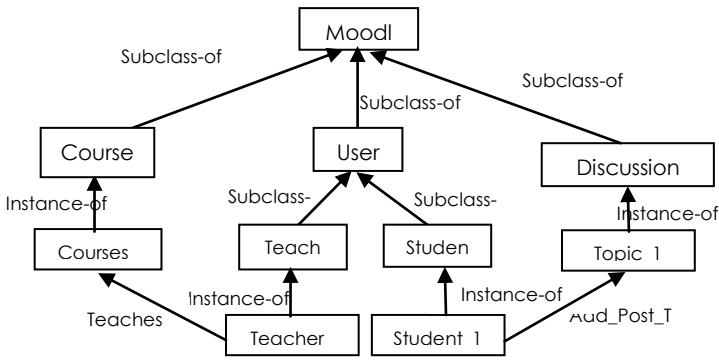 Moodl
Subclass-of
Subclass-of
Subclass-of
Course
User
Discussion
Instance-of
Subclass-
Subclass-
Instance-of
Courses
Teach
Studen
Topic 1
Instance-of
Instance-of
Teaches
Add_Post_T
Teacher
Student 1